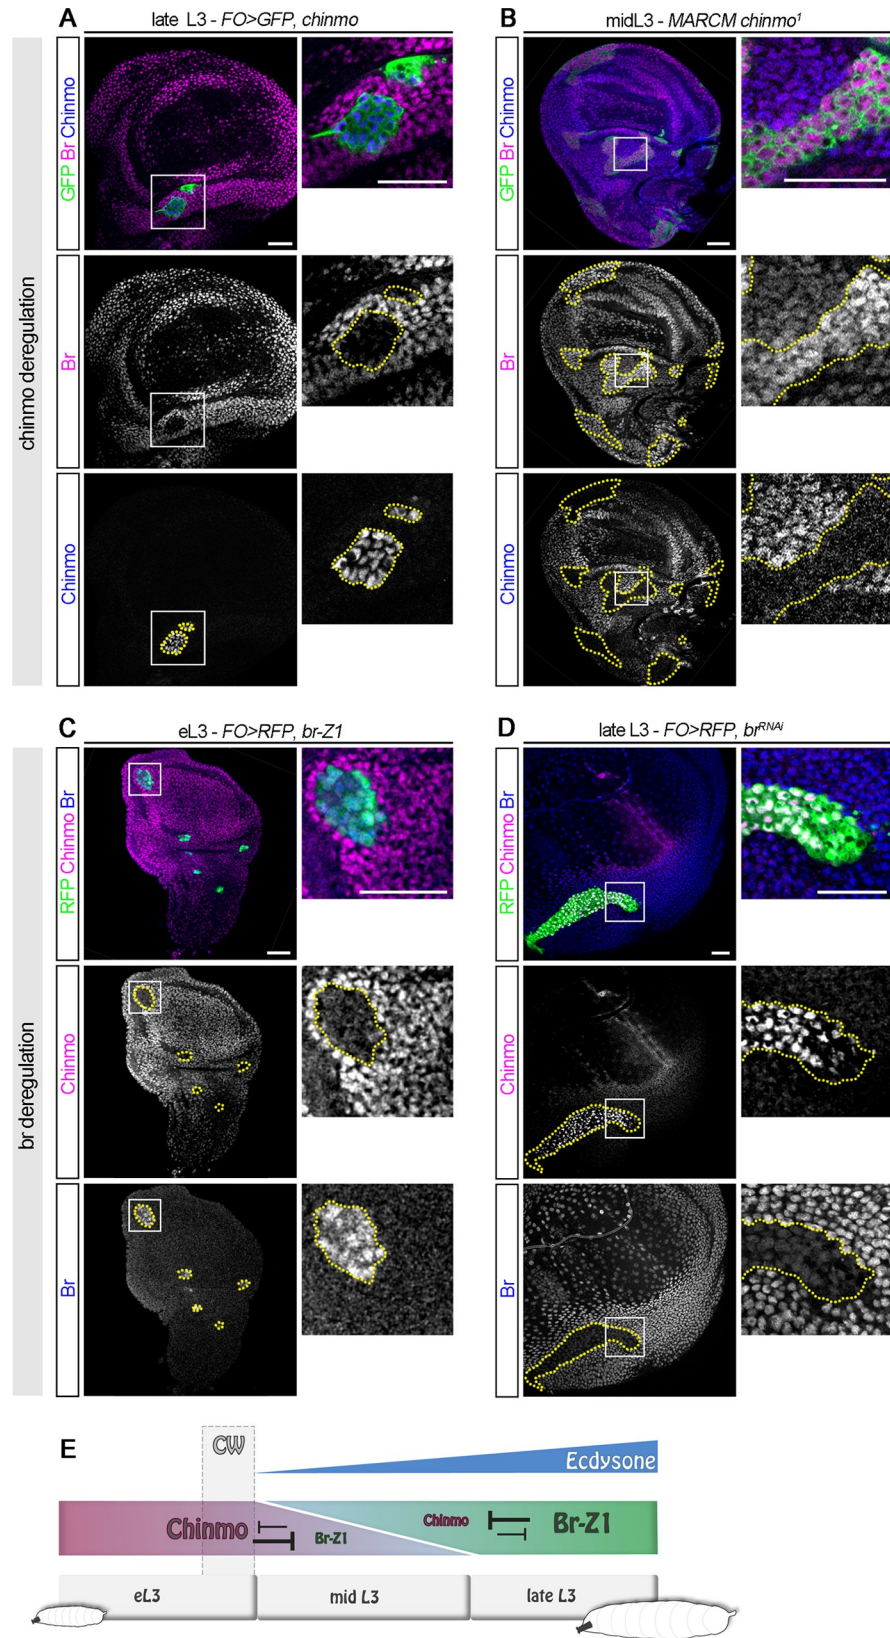 A
late L3 - FO>GFP, chinmo
B
midL3 - MARCM chinmo¹
chinmo deregulation
GFP Br Chinmo
GFP Br Chinmo
Br
Br
Chinmo
Chinmo
C
eL3 - FO>RFP, br-Z1
D
late L3 - FO>RFP, brRNAi
br deregulation
RFP Chinmo Br
RFP Chinmo Br
Chinmo
Chinmo
Br
Br
E
CW
Ecdysone
Chinmo
Br-Z1
Chinmo
Br-Z1
eL3
mid L3
late L3